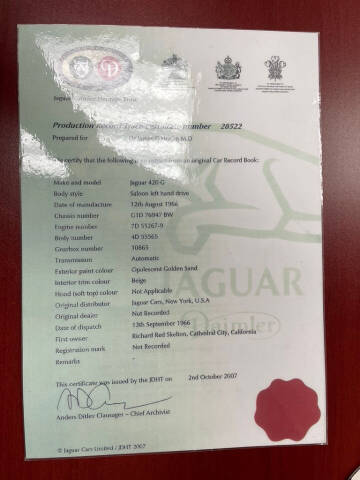 Jaguar Daimler Heritage Trust
Production Record Trace Certificate Number 28522
Prepared for M.D
certify that the following is an extract from an original Car Record Book:
Make and model Jaguar 420 G
Body style Saloon left hand drive
Date of manufacture 12th August 1966
Chassis number G1D 76947 BW
Engine number 7D 55267-9
Body number 4D 55565
Gearbox number 10865
Transmission Automatic
Exterior paint colour Opolescent Golden Sand
Interior trim colour Beige
Hood (soft top) colour Not Applicable
Original distributor Jaguar Cars, New York, U.S.A
Original dealer Not Recorded
Date of dispatch 13th September 1966
First owner Richard Red Skelton, Cathedral City, California
Registration mark Not Recorded
Remarks -
JAGUAR
Daimler
This certificate was issued by the JDHT on 2nd October 2007
Anders Ditlev Clausager – Chief Archivist
© Jaguar Cars Limited / JDHT 2007